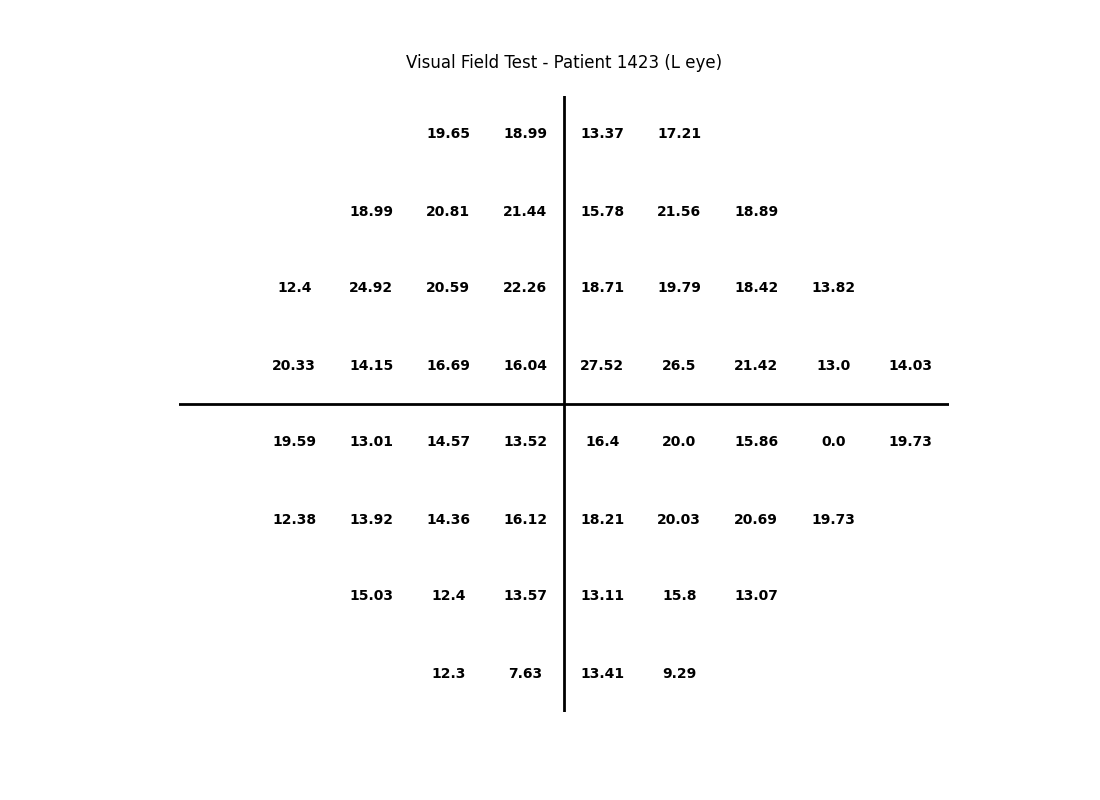 Visual Field Test - Patient 1423 (L eye)
19.65 18.99 13.37 17.21
18.99 20.81 21.44 15.78 21.56 18.89
12.4 24.92 20.59 22.26 18.71 19.79 18.42 13.82
20.33 14.15 16.69 16.04 27.52 26.5 21.42 13.0 14.03
19.59 13.01 14.57 13.52 16.4 20.0 15.86 0.0 19.73
12.38 13.92 14.36 16.12 18.21 20.03 20.69 19.73
15.03 12.4 13.57 13.11 15.8 13.07
12.3 7.63 13.41 9.29